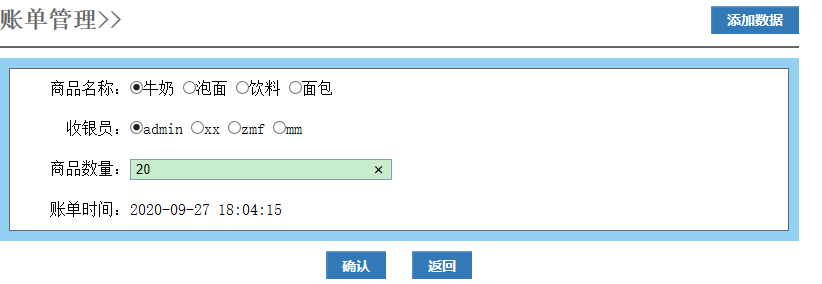 账单管理>>
添加数据
商品名称：牛奶 泡面 饮料 面包
收银员：admin xx zmf mm
商品数量：20 ×
账单时间：2020-09-27 18:04:15
确认 返回